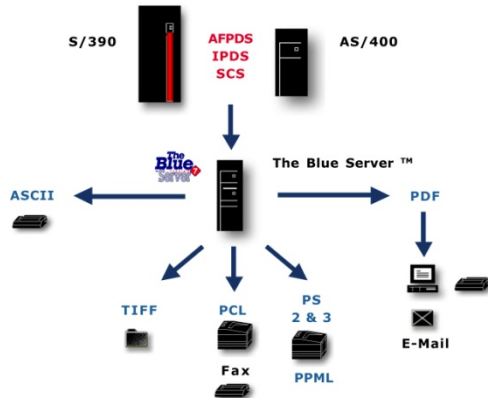 S/390
AFPDS
IPDS
SCS
AS/400
The
Blue
Server
The Blue Server ™
ASCII
PDF
TIFF
PCL
PS
2 & 3
Fax
PPML
E-Mail